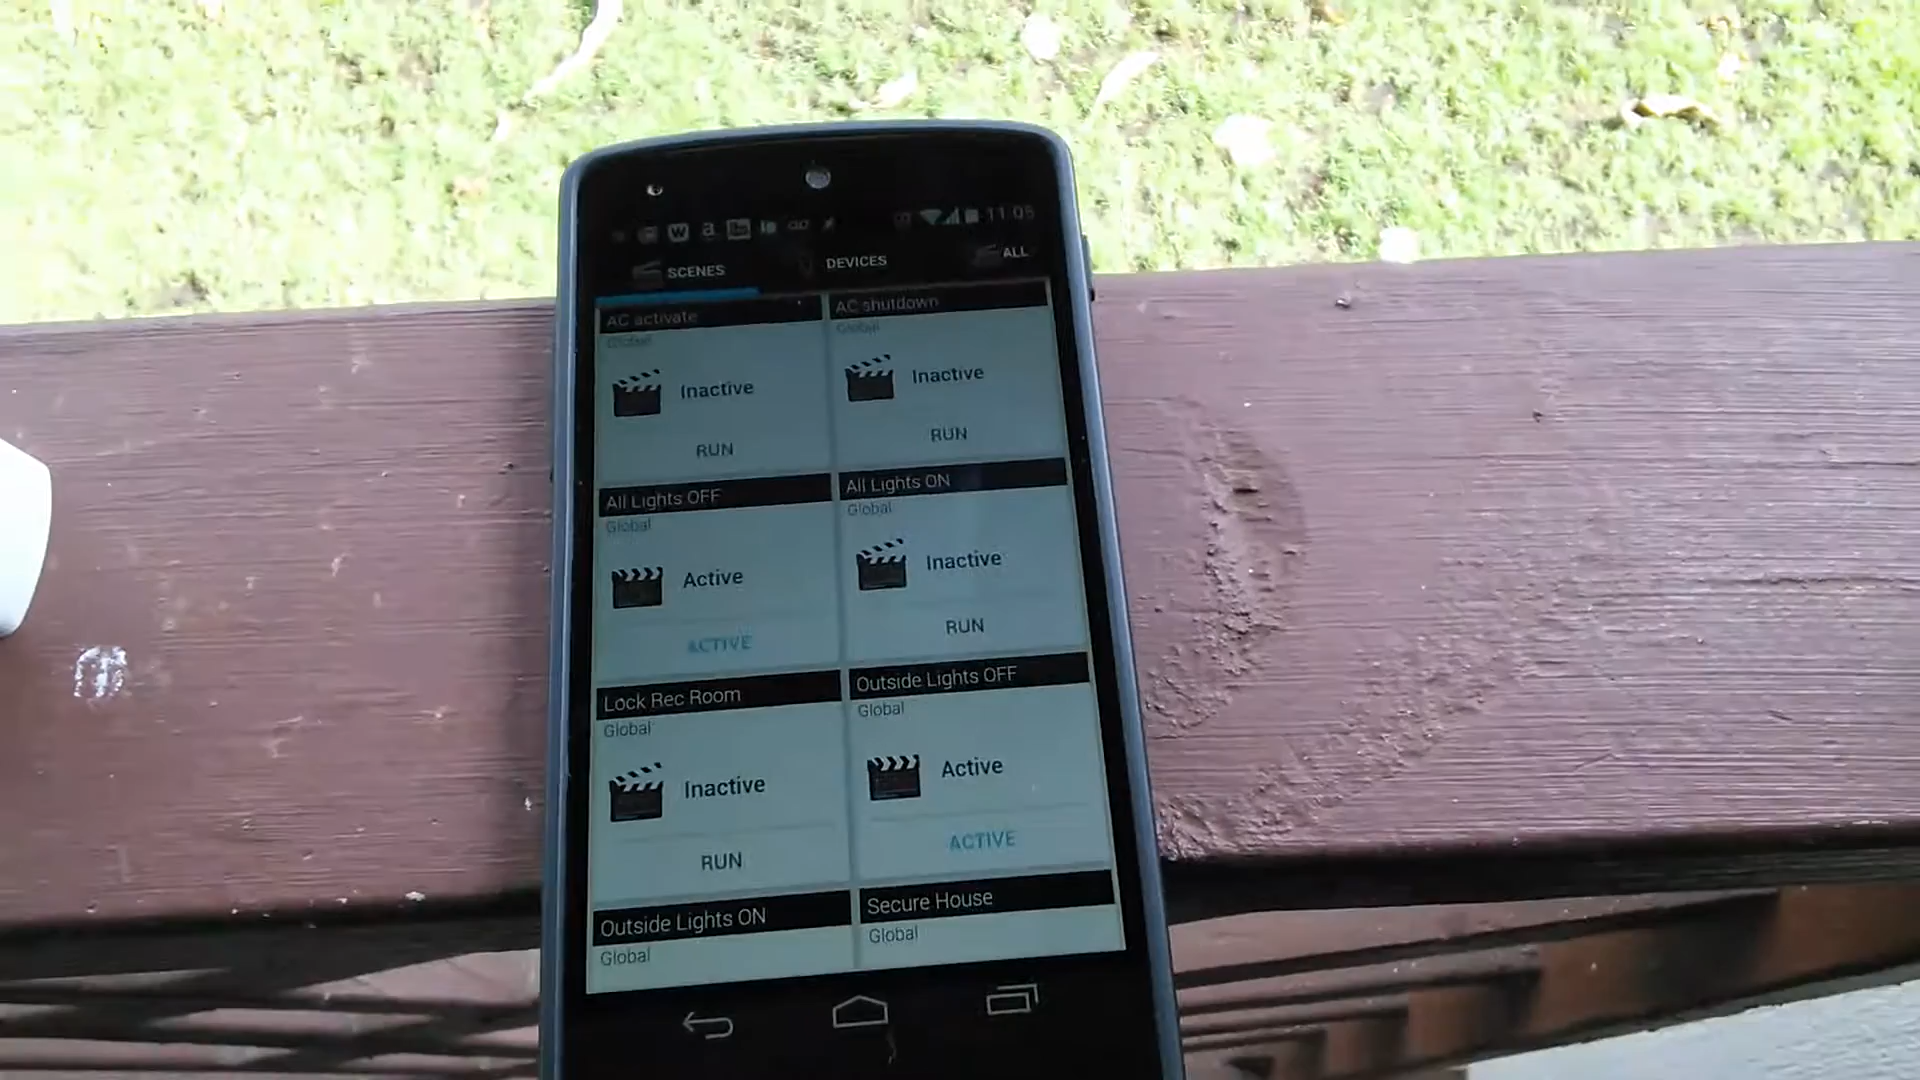 W a 11:05
SCENES DEVICES ALL
AC activate
Global
Inactive
RUN
AC shutdown
Global
Inactive
RUN
All Lights OFF
Global
Active
ACTIVE
All Lights ON
Global
Inactive
RUN
Lock Rec Room
Global
Inactive
RUN
Outside Lights OFF
Global
Active
ACTIVE
Outside Lights ON
Global
Secure House
Global